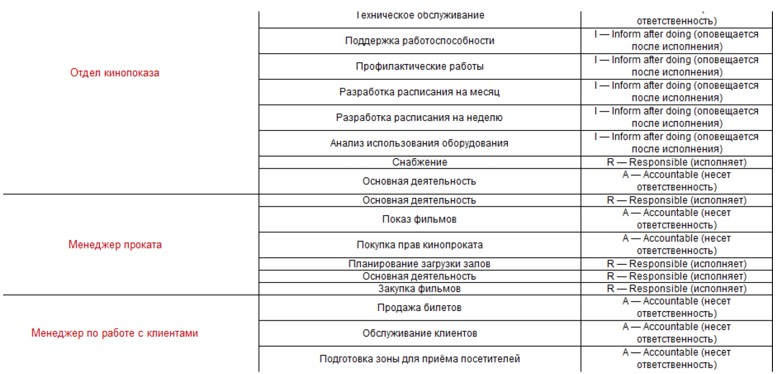 Техническое обслуживание
ответственность)
Отдел кинопоказа
Поддержка работоспособности
I — Inform after doing (оповещается
после исполнения)
Профилактические работы
I — Inform after doing (оповещается
после исполнения)
Разработка расписания на месяц
I — Inform after doing (оповещается
после исполнения)
Разработка расписания на неделю
I — Inform after doing (оповещается
после исполнения)
Анализ использования оборудования
I — Inform after doing (оповещается
после исполнения)
Снабжение
R — Responsible (исполняет)
Основная деятельность
A — Accountable (несет
ответственность)
Менеджер проката
Основная деятельность
R — Responsible (исполняет)
Показ фильмов
A — Accountable (несет
ответственность)
Покупка прав кинопроката
A — Accountable (несет
ответственность)
Планирование загрузки залов
R — Responsible (исполняет)
Основная деятельность
R — Responsible (исполняет)
Закупка фильмов
R — Responsible (исполняет)
Менеджер по работе с клиентами
Продажа билетов
A — Accountable (несет
ответственность)
Обслуживание клиентов
A — Accountable (несет
ответственность)
Подготовка зоны для приёма посетителей
A — Accountable (несет
ответственность)